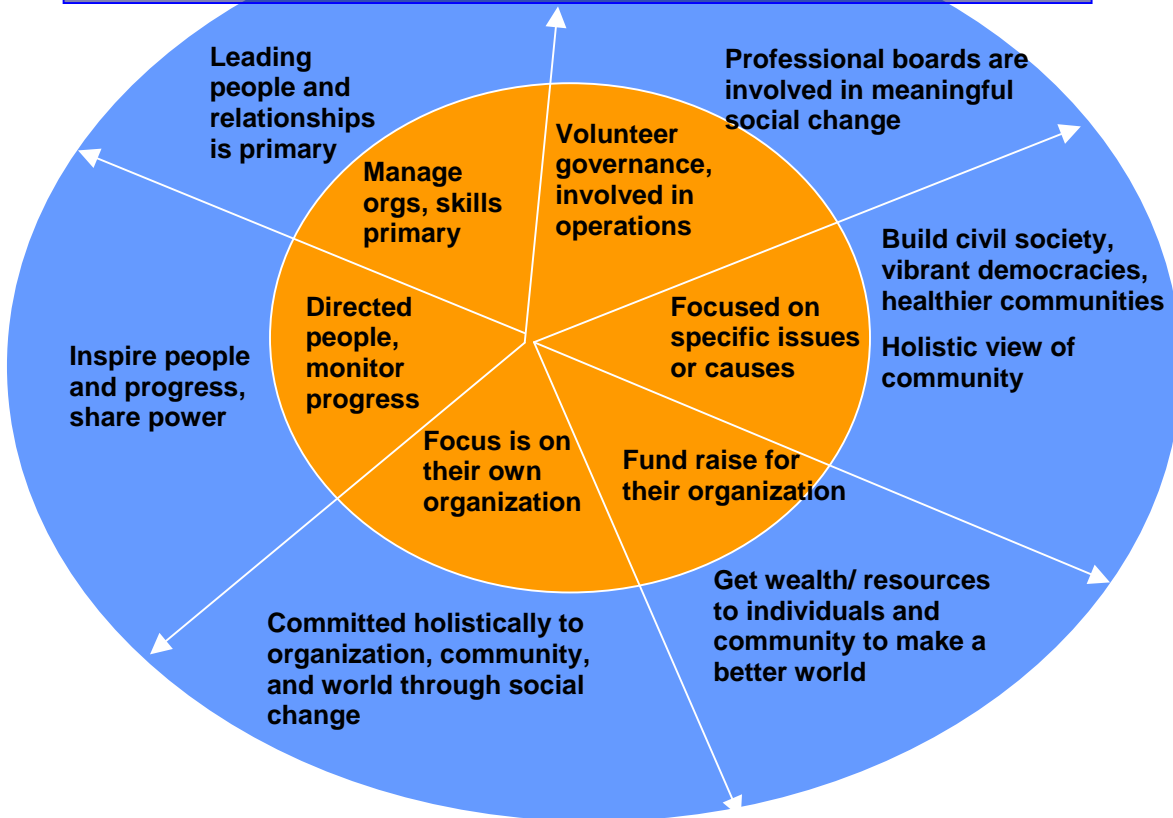 Leading
people and
relationships
is primary
Professional boards are
involved in meaningful
social change
Volunteer
governance,
involved in
operations
Manage
orgs, skills
primary
Build civil society,
vibrant democracies,
healthier communities
Holistic view of
community
Directed
people,
monitor
progress
Focused on
specific issues
or causes
Inspire people
and progress,
share power
Focus is on
their own
organization
Fund raise for
their organization
Get wealth/ resources
to individuals and
community to make a
better world
Committed holistically to
organization, community,
and world through social
change